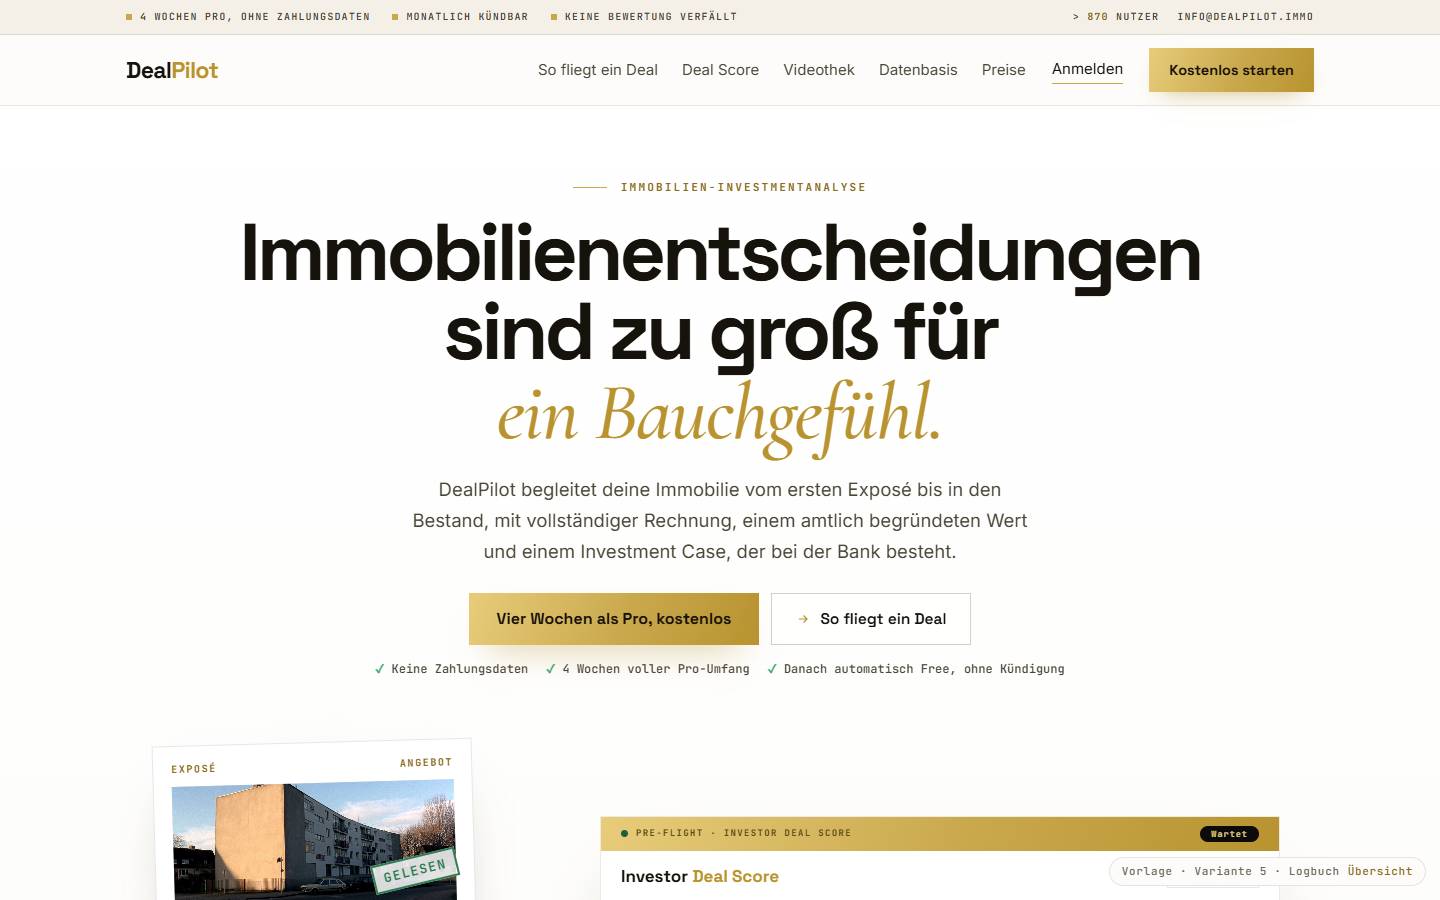 4 WOCHEN PRO, OHNE ZAHLUNGSDATEN MONATLICH KÜNDBAR KEINE BEWERTUNG VERFÄLLT > 870 NUTZER INFO@DEALPILOT.IMMO
DealPilot So fliegt ein Deal Deal Score Videothek Datenbasis Preise Anmelden Kostenlos starten
IMMOBILIEN-INVESTMENTANALYSE
Immobilienentscheidungen
sind zu groß für
ein Bauchgefühl.
DealPilot begleitet deine Immobilie vom ersten Exposé bis in den
Bestand, mit vollständiger Rechnung, einem amtlich begründeten Wert
und einem Investment Case, der bei der Bank besteht.
Vier Wochen als Pro, kostenlos → So fliegt ein Deal
✓ Keine Zahlungsdaten ✓ 4 Wochen voller Pro-Umfang ✓ Danach automatisch Free, ohne Kündigung
EXPOSÉ ANGEBOT
GELESEN
PRE-FLIGHT · INVESTOR DEAL SCORE Wartet
Investor Deal Score
Vorlage · Variante 5 · Logbuch Übersicht